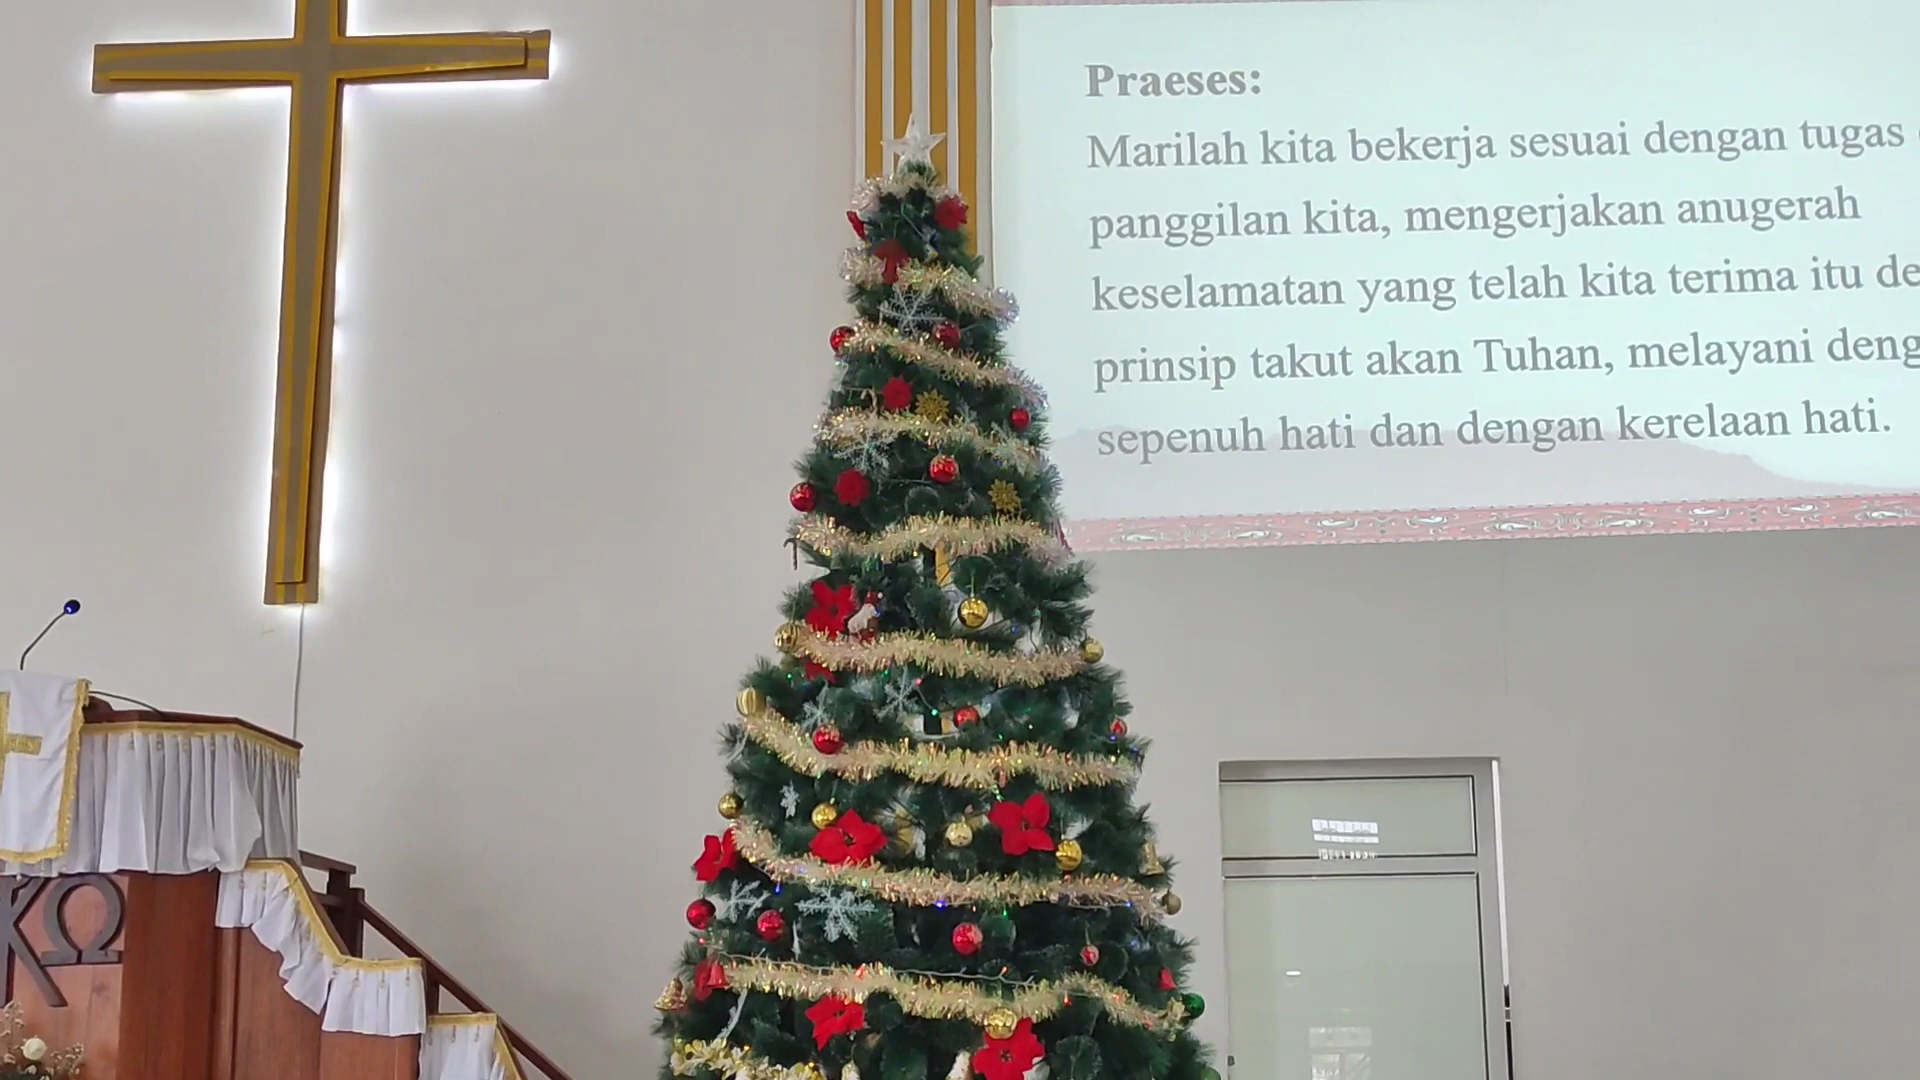 Praeses:
Marilah kita bekerja sesuai dengan tugas
panggilan kita, mengerjakan anugerah
keselamatan yang telah kita terima itu de
prinsip takut akan Tuhan, melayani deng
sepenuh hati dan dengan kerelaan hati.
Ω